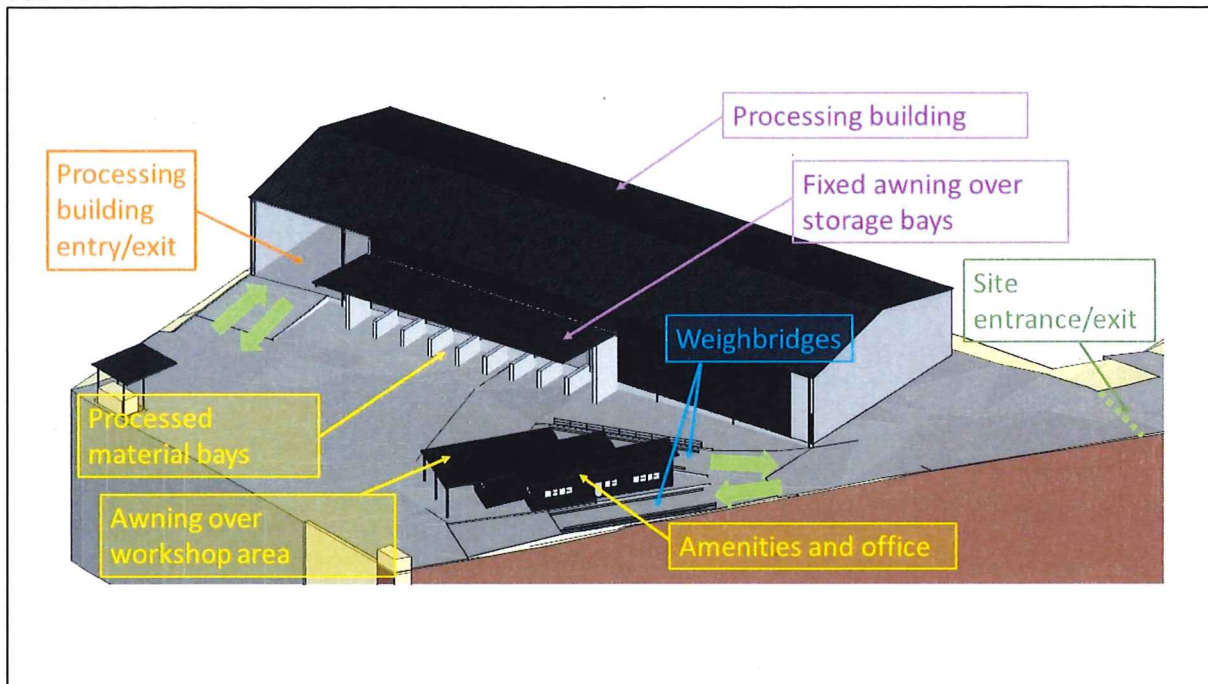 Processing building
Processing
building
entry/exit
Fixed awning over
storage bays
Site
entrance/exit
Weighbridges
Processed
material bays
Awning over
workshop area
Amenities and office